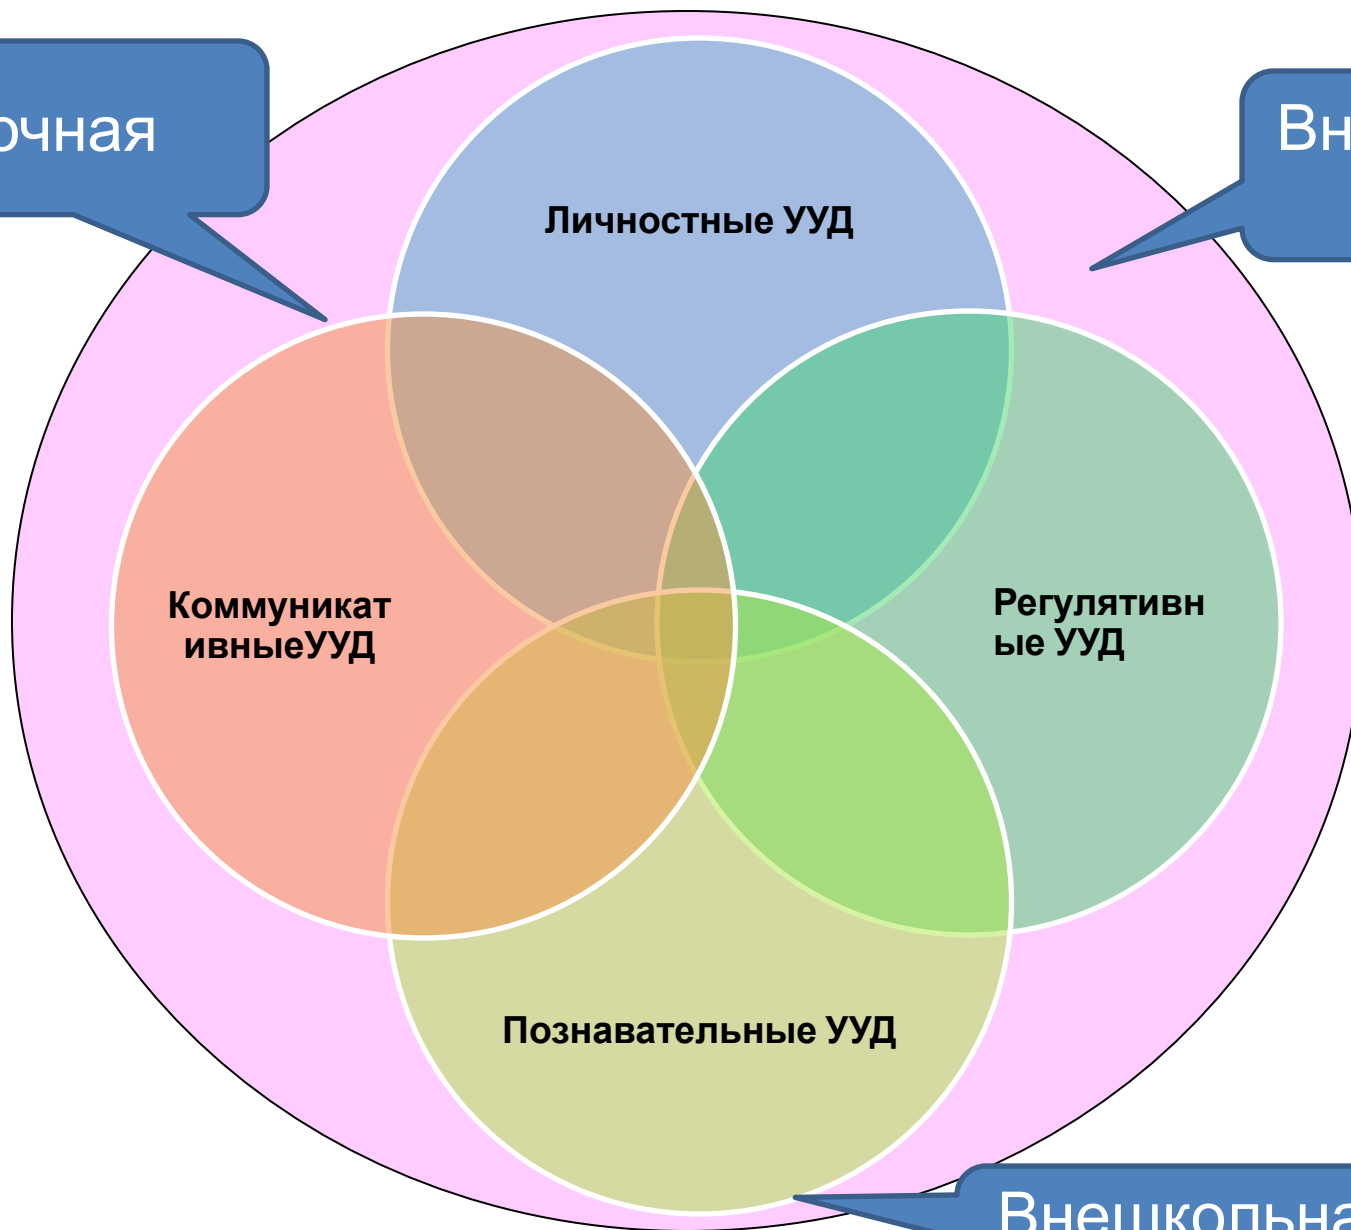 очная
Вн
Личностные УУД
Коммуникат
ивныеУУД
Регулятивн
ые УУД
Познавательные УУД
Внешкольна